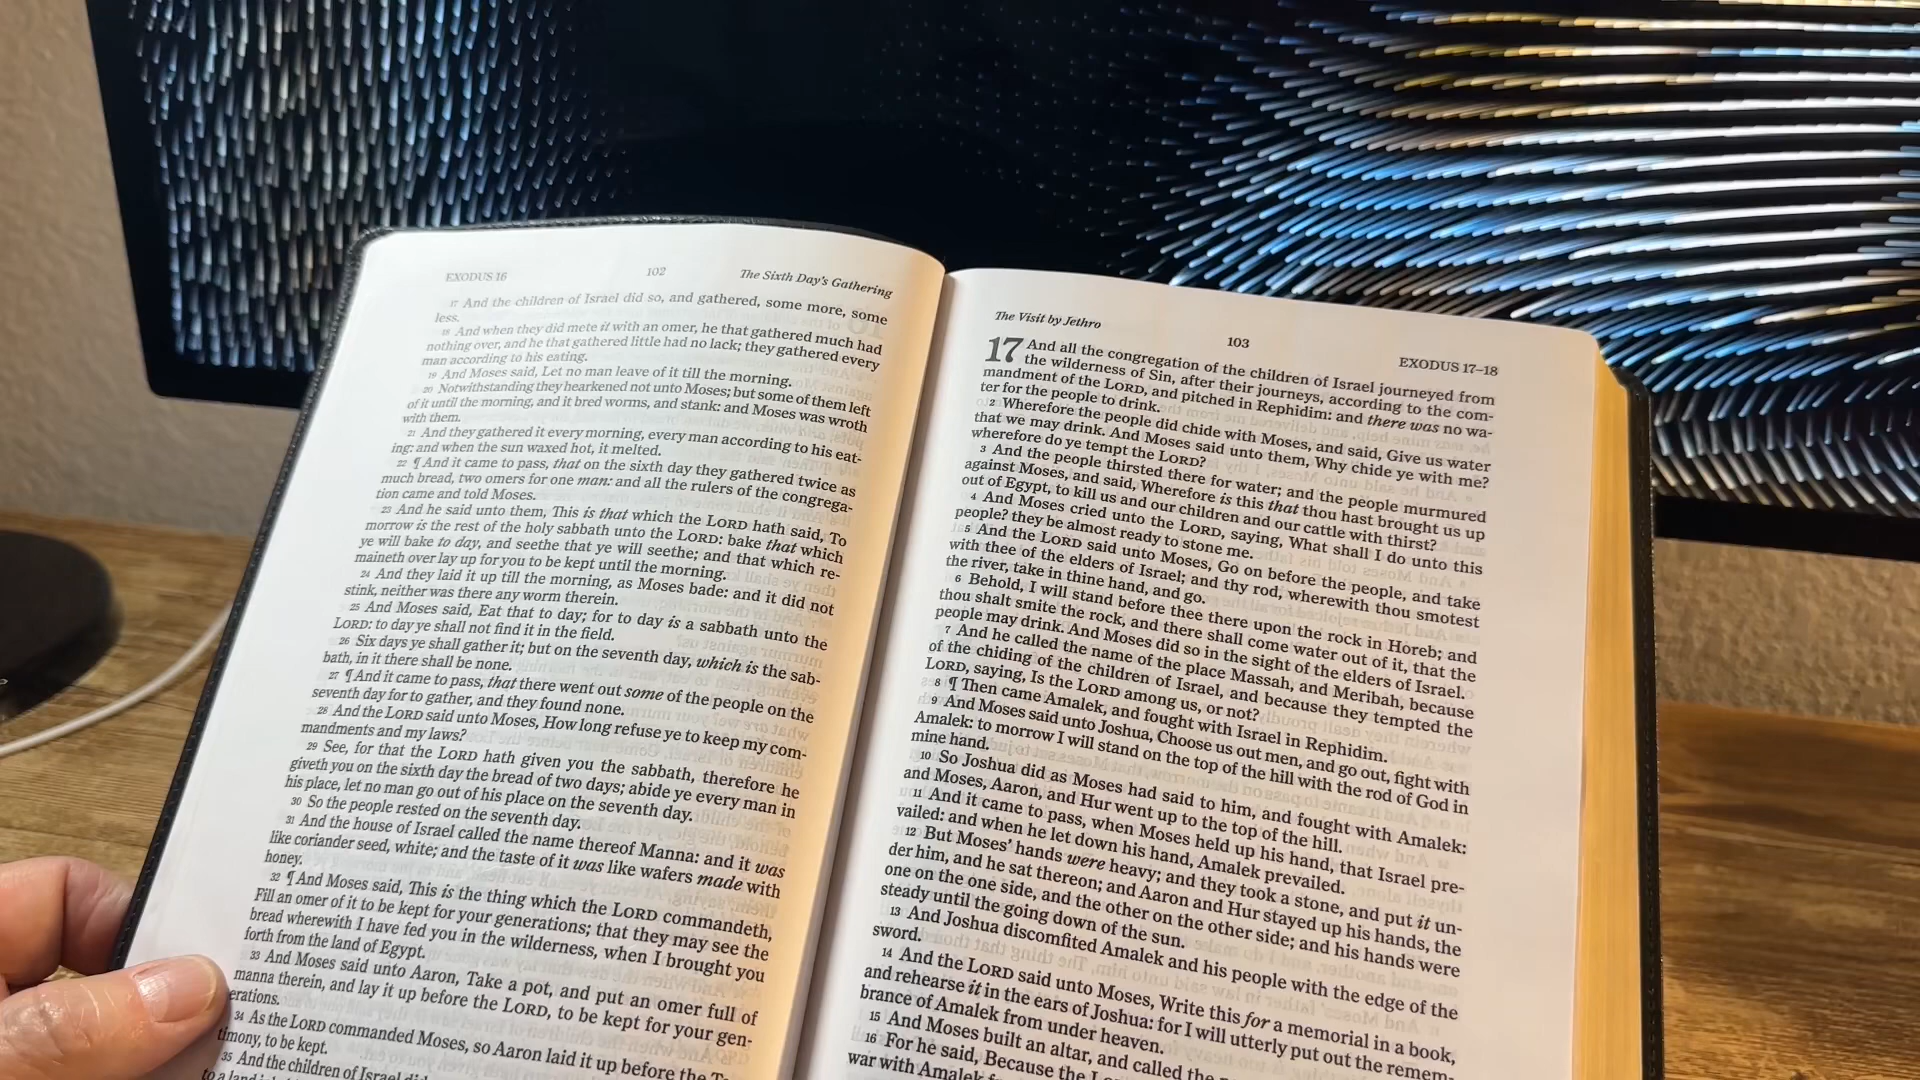 EXODUS 16 102 The Sixth Day's Gathering
17 And the children of Israel did so, and gathered, some more, some
less.
18 And when they did mete it with an omer, he that gathered much had
nothing over, and he that gathered little had no lack; they gathered every
man according to his eating.
19 And Moses said, Let no man leave of it till the morning.
20 Notwithstanding they hearkened not unto Moses; but some of them left
of it until the morning, and it bred worms, and stank: and Moses was wroth
with them.
21 And they gathered it every morning, every man according to his eat-
ing: and when the sun waxed hot, it melted.
22 ¶ And it came to pass, that on the sixth day they gathered twice as
much bread, two omers for one man: and all the rulers of the congrega-
tion came and told Moses.
23 And he said unto them, This is that which the LORD hath said, To
morrow is the rest of the holy sabbath unto the LORD: bake that which
ye will bake to day, and seethe that ye will seethe; and that which re-
maineth over lay up for you to be kept until the morning.
24 And they laid it up till the morning, as Moses bade: and it did not
stink, neither was there any worm therein.
25 And Moses said, Eat that to day; for to day is a sabbath unto the
LORD: to day ye shall not find it in the field.
26 Six days ye shall gather it; but on the seventh day, which is the sab-
bath, in it there shall be none.
27 ¶ And it came to pass, that there went out some of the people on the
seventh day for to gather, and they found none.
28 And the LORD said unto Moses, How long refuse ye to keep my com-
mandments and my laws?
29 See, for that the LORD hath given you the sabbath, therefore he
giveth you on the sixth day the bread of two days; abide ye every man in
his place, let no man go out of his place on the seventh day.
30 So the people rested on the seventh day.
31 And the house of Israel called the name thereof Manna: and it was
like coriander seed, white; and the taste of it was like wafers made with
honey.
32 ¶ And Moses said, This is the thing which the LORD commandeth,
Fill an omer of it to be kept for your generations; that they may see the
bread wherewith I have fed you in the wilderness, when I brought you
forth from the land of Egypt.
33 And Moses said unto Aaron, Take a pot, and put an omer full of
manna therein, and lay it up before the LORD, to be kept for your gen-
erations.
34 As the LORD commanded Moses, so Aaron laid it up before the
timony, to be kept.
35 And the children of Israel
to a land
The Visit by Jethro 103 EXODUS 17–18
17 And all the congregation of the children of Israel journeyed from
the wilderness of Sin, after their journeys, according to the com-
mandment of the LORD, and pitched in Rephidim: and there was no wa-
ter for the people to drink.
2 Wherefore the people did chide with Moses, and said, Give us water
that we may drink. And Moses said unto them, Why chide ye with me?
wherefore do ye tempt the LORD?
3 And the people thirsted there for water; and the people murmured
against Moses, and said, Wherefore is this that thou hast brought us up
out of Egypt, to kill us and our children and our cattle with thirst?
4 And Moses cried unto the LORD, saying, What shall I do unto this
people? they be almost ready to stone me.
5 And the LORD said unto Moses, Go on before the people, and take
with thee of the elders of Israel; and thy rod, wherewith thou smotest
the river, take in thine hand, and go.
6 Behold, I will stand before thee there upon the rock in Horeb; and
thou shalt smite the rock, and there shall come water out of it, that the
people may drink. And Moses did so in the sight of the elders of Israel.
7 And he called the name of the place Massah, and Meribah, because
of the chiding of the children of Israel, and because they tempted the
LORD, saying, Is the LORD among us, or not?
8 ¶ Then came Amalek, and fought with Israel in Rephidim.
9 And Moses said unto Joshua, Choose us out men, and go out, fight with
Amalek: to morrow I will stand on the top of the hill with the rod of God in
mine hand.
10 So Joshua did as Moses had said to him, and fought with Amalek:
and Moses, Aaron, and Hur went up to the top of the hill.
11 And it came to pass, when Moses held up his hand, that Israel pre-
vailed: and when he let down his hand, Amalek prevailed.
12 But Moses' hands were heavy; and they took a stone, and put it un-
der him, and he sat thereon; and Aaron and Hur stayed up his hands, the
one on the one side, and the other on the other side; and his hands were
steady until the going down of the sun.
13 And Joshua discomfited Amalek and his people with the edge of the
sword.
14 And the LORD said unto Moses, Write this for a memorial in a book,
and rehearse it in the ears of Joshua: for I will utterly put out the remem-
brance of Amalek from under heaven.
15 And Moses built an altar, and called the
16 For he said, Because the
war with Amalek